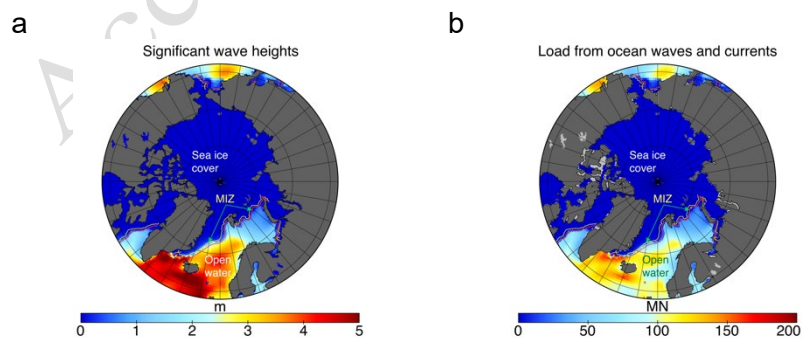 a
Significant wave heights
Sea ice
cover
MIZ
Open
water
m
0 1 2 3 4 5
b
Load from ocean waves and currents
Sea ice
cover
MIZ
Open
water
MN
0 50 100 150 200
Acc